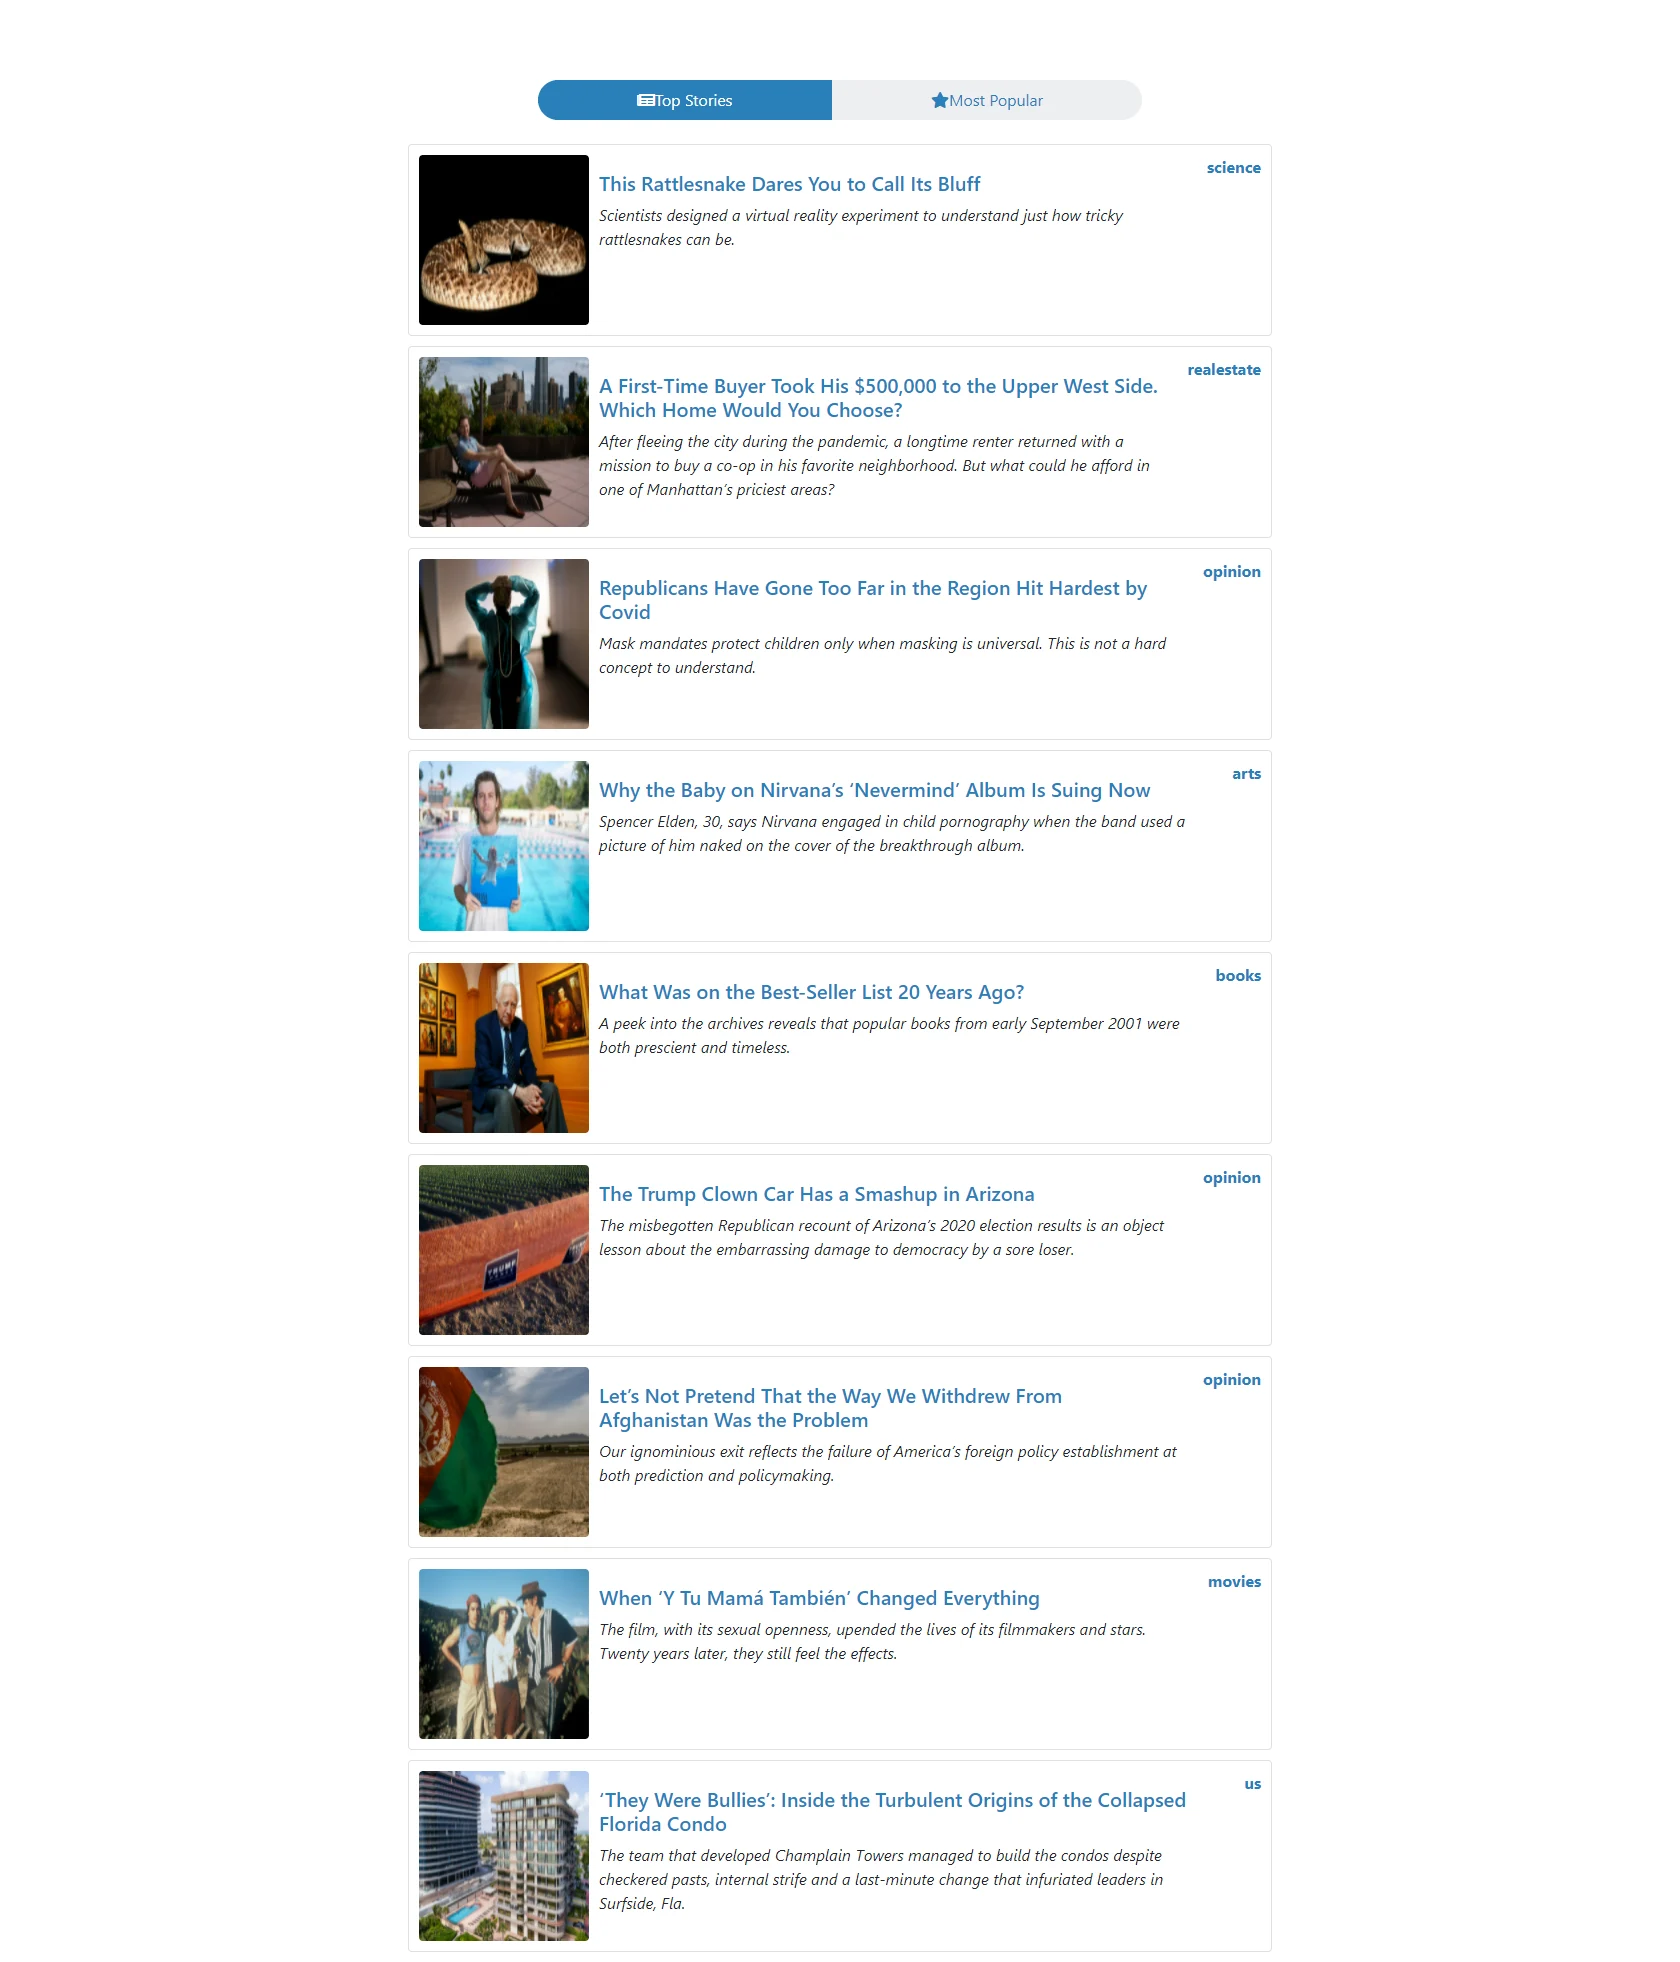 Top Stories
Most Popular
science
This Rattlesnake Dares You to Call Its Bluff
Scientists designed a virtual reality experiment to understand just how tricky
rattlesnakes can be.
realestate
A First-Time Buyer Took His $500,000 to the Upper West Side.
Which Home Would You Choose?
After fleeing the city during the pandemic, a longtime renter returned with a
mission to buy a co-op in his favorite neighborhood. But what could he afford in
one of Manhattan’s priciest areas?
opinion
Republicans Have Gone Too Far in the Region Hit Hardest by
Covid
Mask mandates protect children only when masking is universal. This is not a hard
concept to understand.
arts
Why the Baby on Nirvana’s ‘Nevermind’ Album Is Suing Now
Spencer Elden, 30, says Nirvana engaged in child pornography when the band used a
picture of him naked on the cover of the breakthrough album.
books
What Was on the Best-Seller List 20 Years Ago?
A peek into the archives reveals that popular books from early September 2001 were
both prescient and timeless.
opinion
The Trump Clown Car Has a Smashup in Arizona
The misbegotten Republican recount of Arizona’s 2020 election results is an object
lesson about the embarrassing damage to democracy by a sore loser.
TRUMP
opinion
Let’s Not Pretend That the Way We Withdrew From
Afghanistan Was the Problem
Our ignominious exit reflects the failure of America’s foreign policy establishment at
both prediction and policymaking.
movies
When ‘Y Tu Mamá También’ Changed Everything
The film, with its sexual openness, upended the lives of its filmmakers and stars.
Twenty years later, they still feel the effects.
us
‘They Were Bullies’: Inside the Turbulent Origins of the Collapsed
Florida Condo
The team that developed Champlain Towers managed to build the condos despite
checkered pasts, internal strife and a last-minute change that infuriated leaders in
Surfside, Fla.